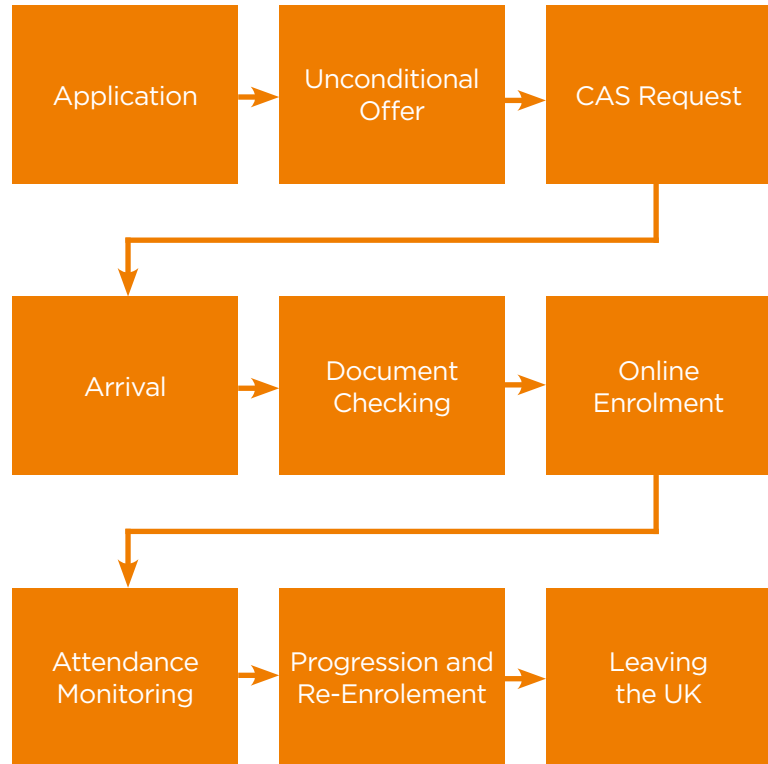 Application
Unconditional
Offer
CAS Request
Arrival
Document
Checking
Online
Enrolment
Attendance
Monitoring
Progression and
Re-Enrolement
Leaving
the UK